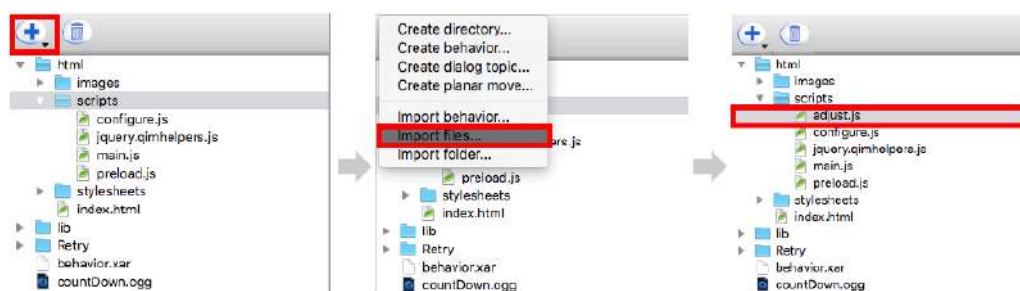 html
images
scripts
configure.js
jquery.qimhelpers.js
main.js
preload.js
stylesheets
index.html
lib
Retry
behavior.xar
countDown.ogg
Create directory...
Create behavior...
Create dialog topic...
Create planar move...
Import behavior...
Import files...
Import folder...
ers.js
preload.js
stylesheets
index.html
lib
Retry
behavior.xar
countDown.ogg
html
images
scripts
adjust.js
configure.js
jquery.qimhelpers.js
main.js
preload.js
stylesheets
index.html
lib
Retry
behavior.xar
countDown.ogg